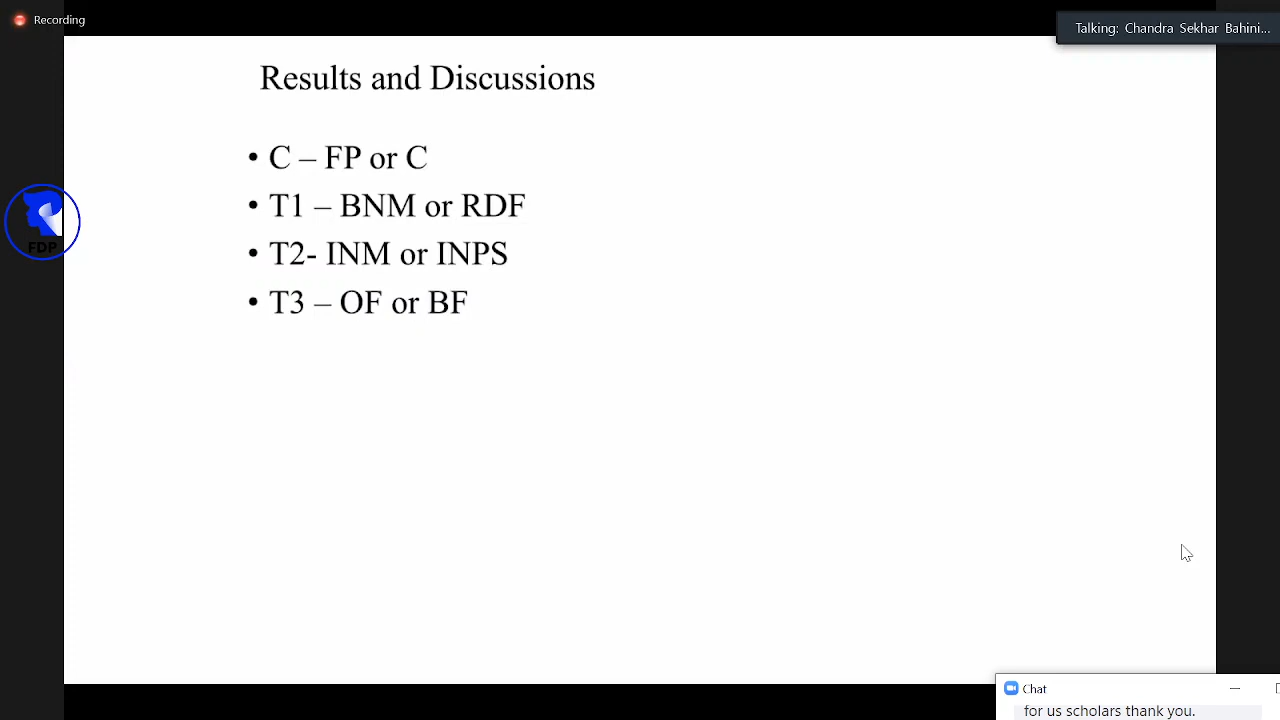 Recording
Talking: Chandra Sekhar Bahini...
Results and Discussions
• C – FP or C
• T1 – BNM or RDF
• T2- INM or INPS
• T3 – OF or BF
FDP
Chat
for us scholars thank you.